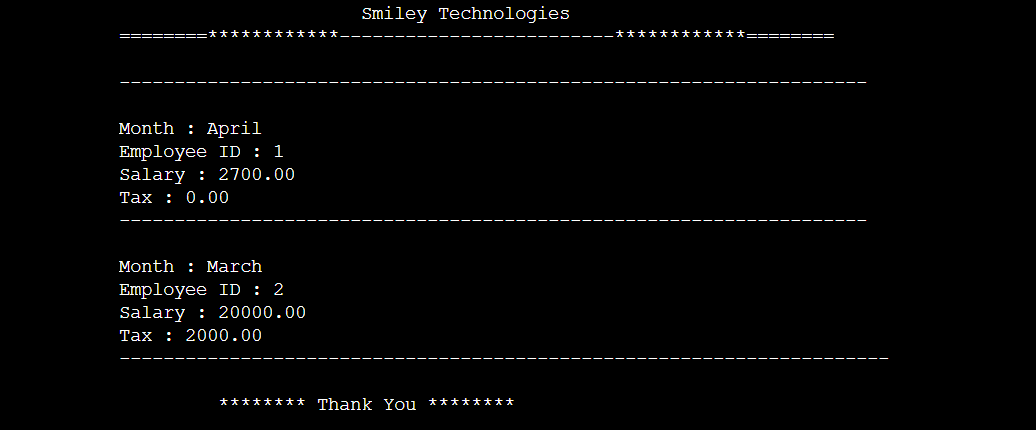 Smiley Technologies
========************-------------------------************========
--------------------------------------------------------------------
Month : April
Employee ID : 1
Salary : 2700.00
Tax : 0.00
--------------------------------------------------------------------
Month : March
Employee ID : 2
Salary : 20000.00
Tax : 2000.00
----------------------------------------------------------------------
******** Thank You ********